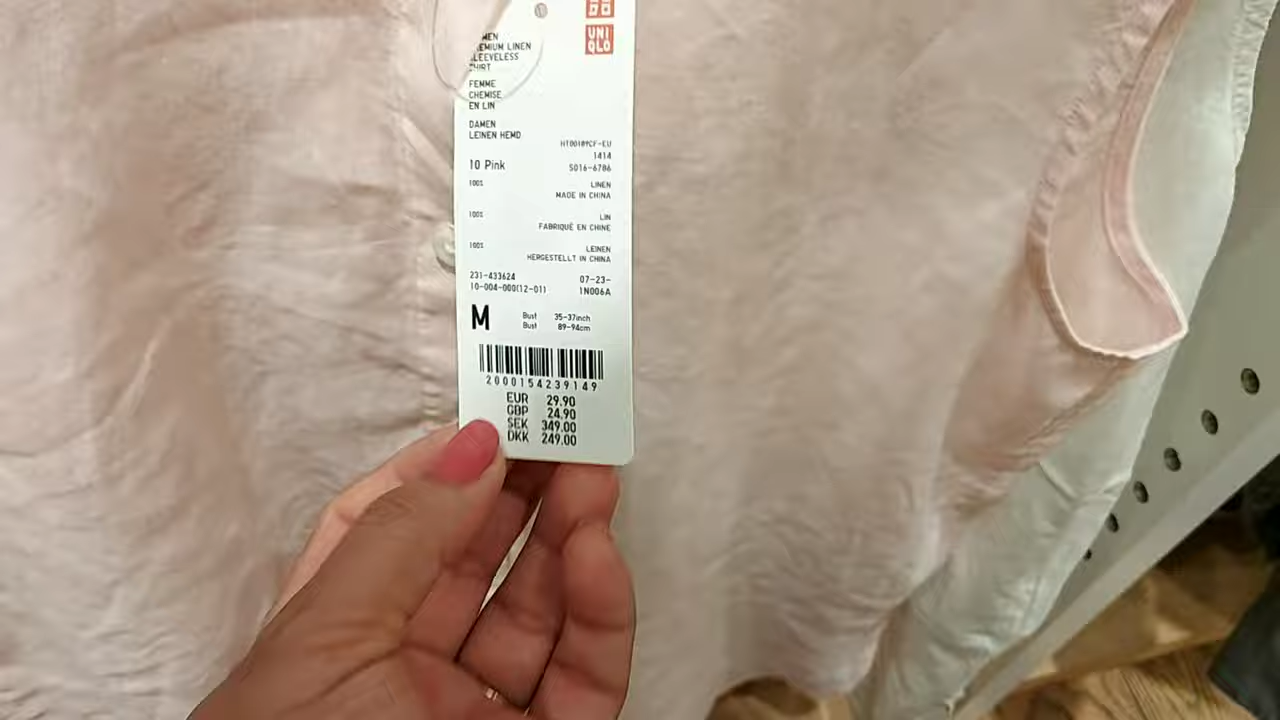 UNI
QLO
MEN
EMIUM LINEN
LEEVELESS
SHIRT
FEMME
CHEMISE
EN LIN
DAMEN
LEINEN HEMD
HT00109CF-EU
1414
10 Pink S016-6786
100% LINEN
MADE IN CHINA
100% LIN
FABRIQUÉ EN CHINE
100% LEINEN
HERGESTELLT IN CHINA
231-433624 07-23-
10-004-000(12-01) 1N006A
M Bust 35-37inch
Bust 89-94cm
2000154239149
EUR 29.90
GBP 24.90
SEK 349.00
DKK 249.00